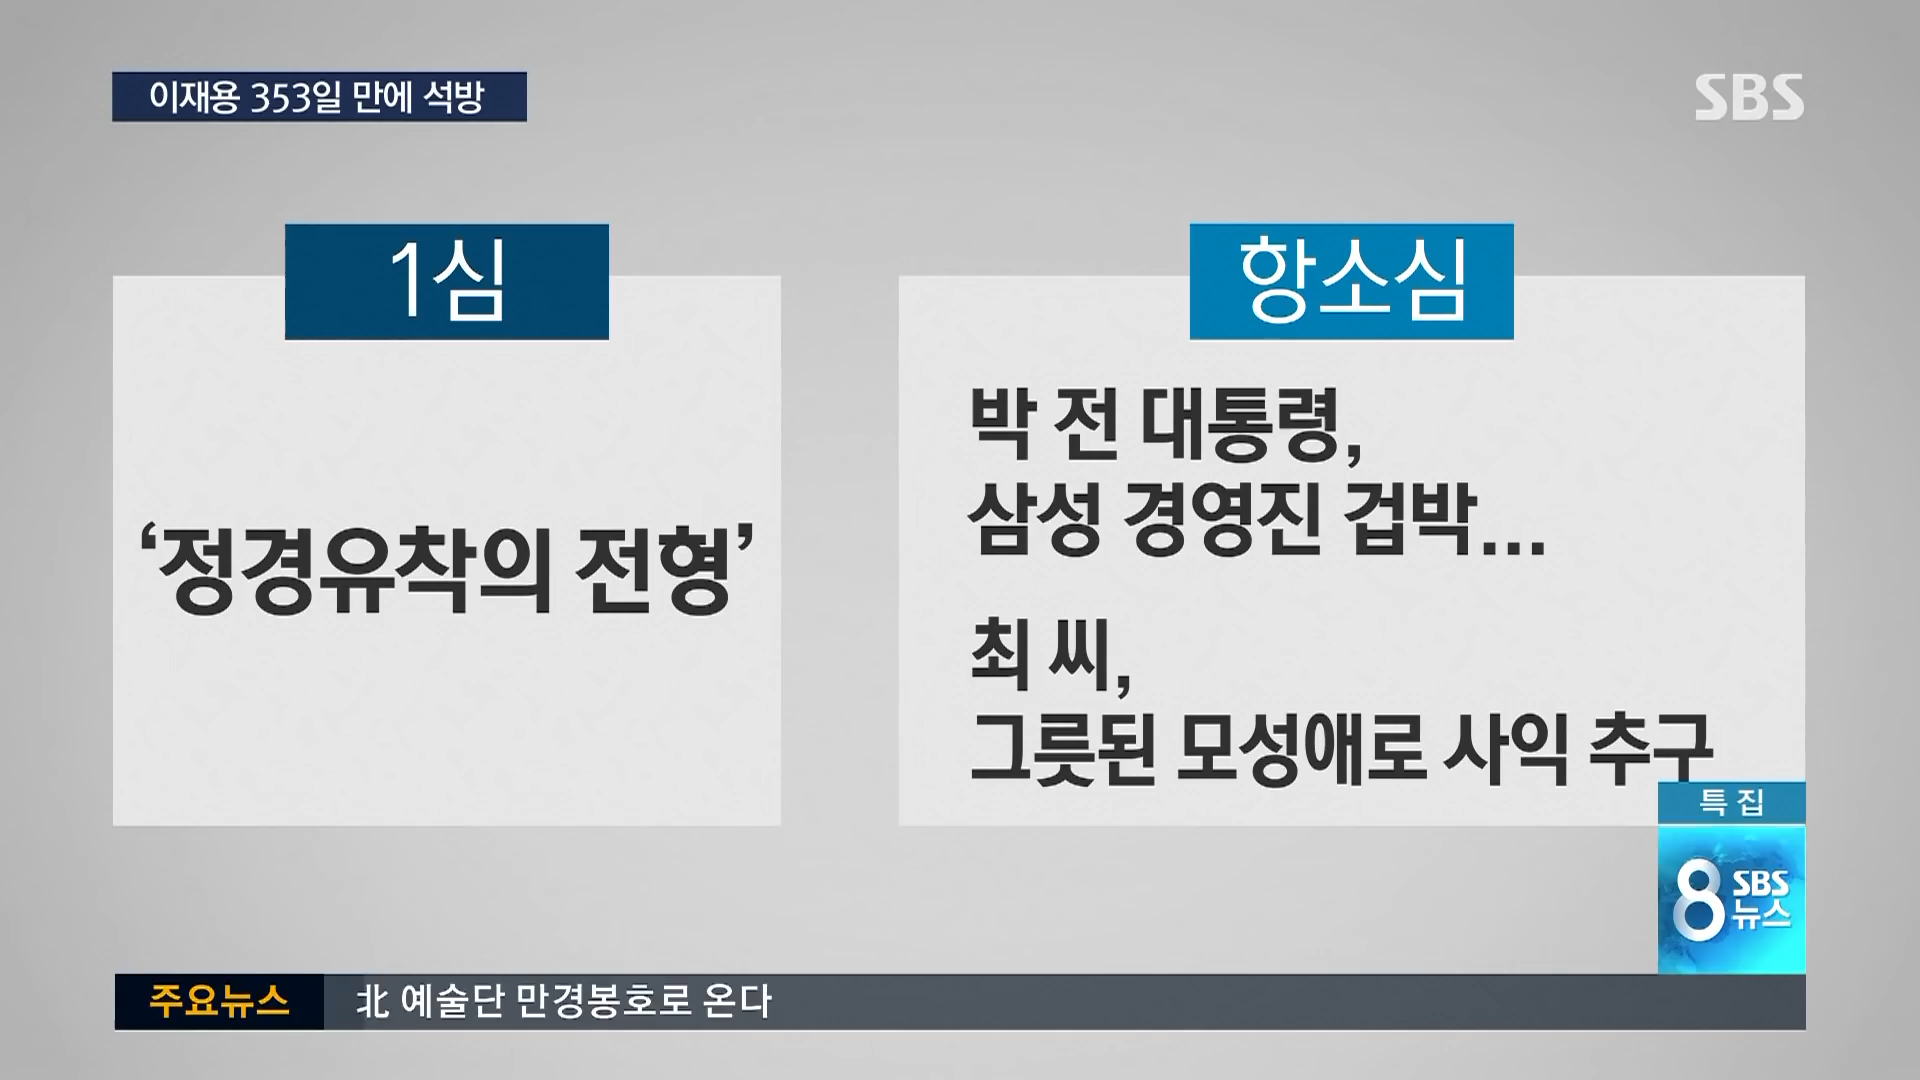 이재용 353일 만에 석방
SBS
1심
'정경유착의 전형'
항소심
박 전 대통령,
삼성 경영진 겁박...
최 씨,
그릇된 모성애로 사익 추구
특집
8 SBS
뉴스
주요뉴스 北 예술단 만경봉호로 온다